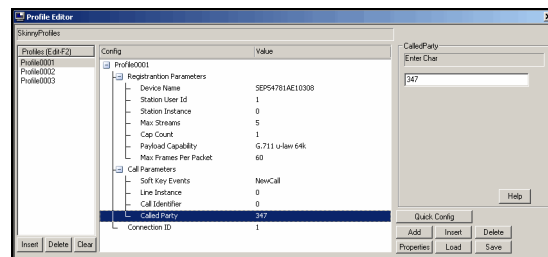 Profile Editor
SkinnyProfiles
Profiles (Edit-F2)
Profile0001
Profile0002
Profile0003
Insert Delete Clear
Config Value
Profile0001
Registrantion Parameters
Device Name SEP54781AE10308
Station User Id 1
Station Instance 0
Max Streams 5
Cap Count 1
Payload Capability G.711 u-law 64k
Max Frames Per Packet 60
Call Parameters
Soft Key Events NewCall
Line Instance 0
Call Identifier 0
Called Party 347
Connection ID 1
CalledParty
Enter Char
347
Help
Quick Config
Add Insert Delete
Properties Load Save